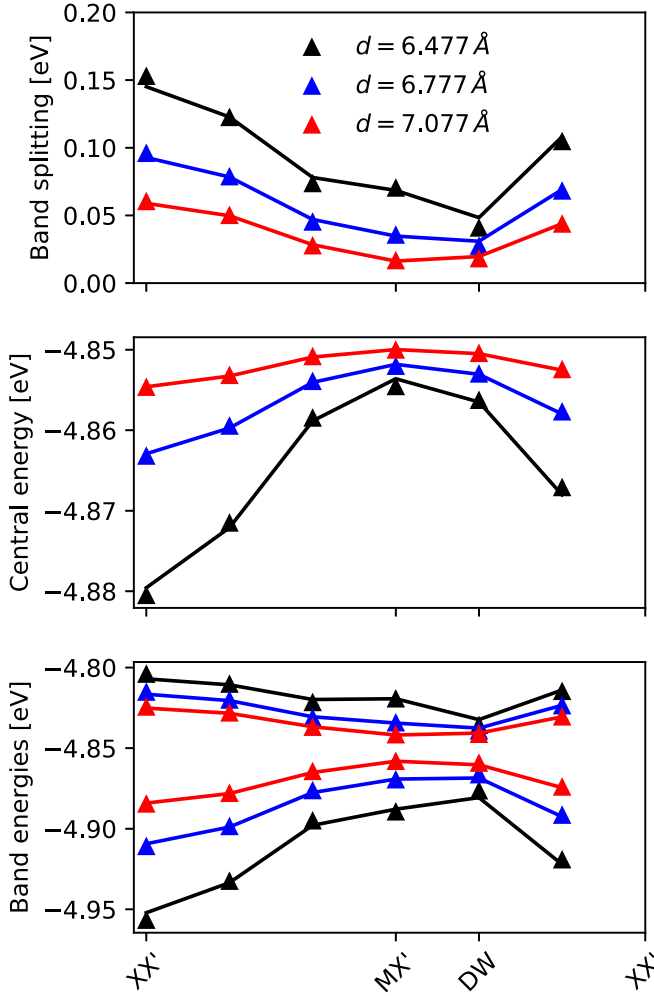 Band splitting [eV]
0.20
0.15
0.10
0.05
0.00
d = 6.477 Å
d = 6.777 Å
d = 7.077 Å
Central energy [eV]
−4.85
−4.86
−4.87
−4.88
Band energies [eV]
−4.80
−4.85
−4.90
−4.95
XX'
MX'
DW
XX'